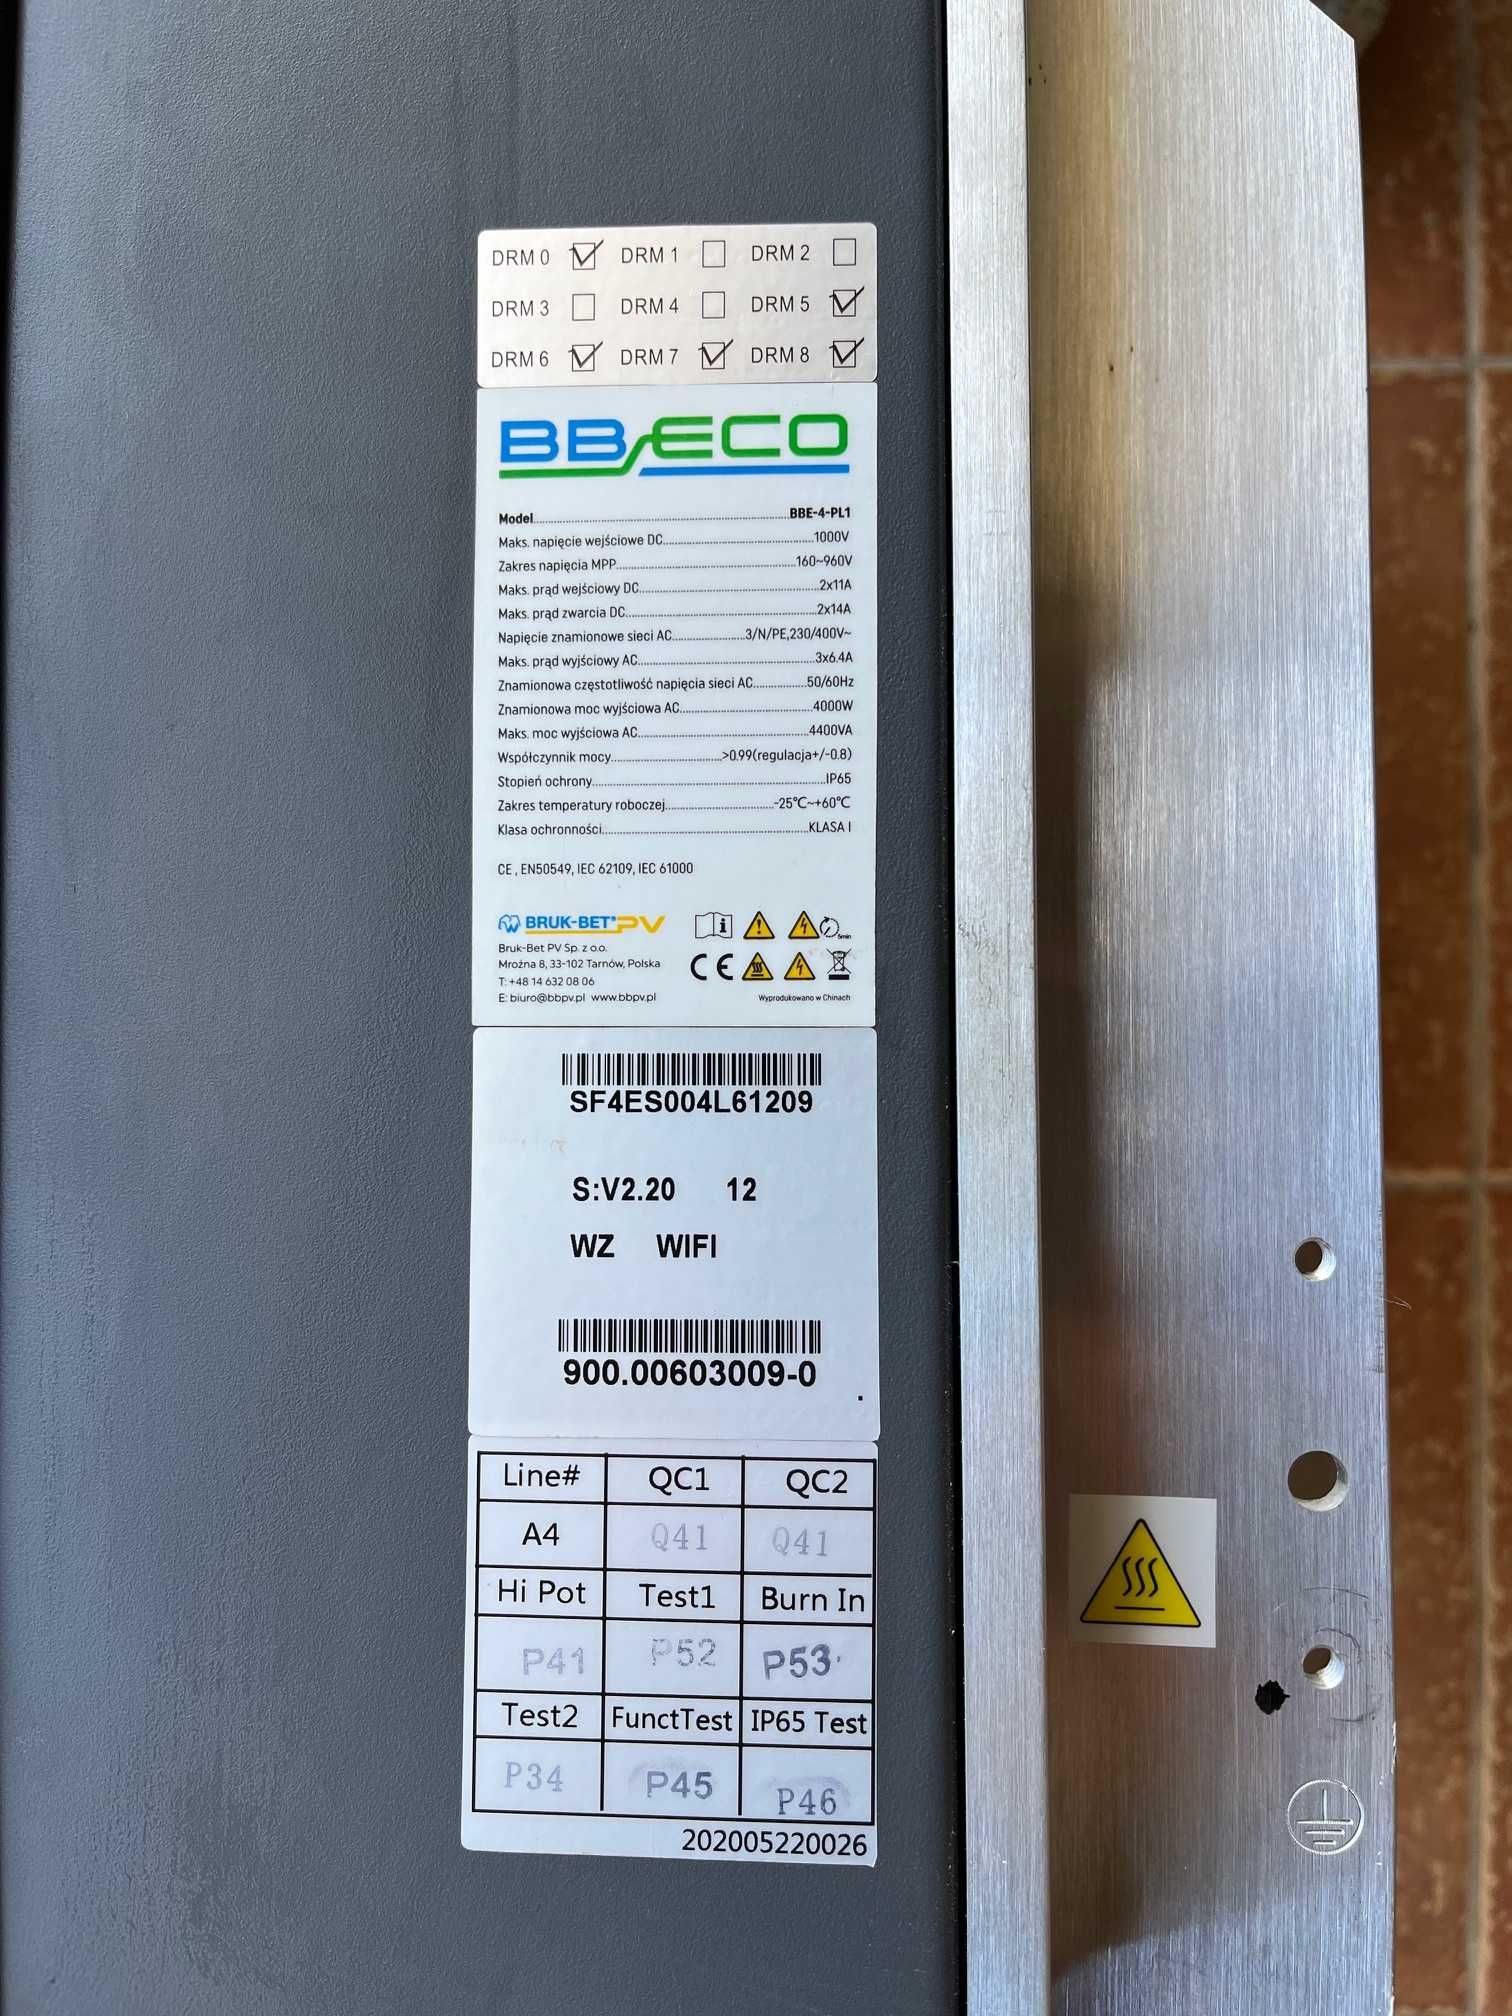 DRM 0 DRM 1 DRM 2
DRM 3 DRM 4 DRM 5
DRM 6 DRM 7 DRM 8
BBECO
Model BBE-4-PL1
Maks. napięcie wejściowe DC 1000V
Zakres napięcia MPP 160~960V
Maks. prąd wejściowy DC 2x11A
Maks. prąd zwarcia DC 2x14A
Napięcie znamionowe sieci AC 3/N/PE,230/400V~
Maks. prąd wyjściowy AC 3x6.4A
Znamionowa częstotliwość napięcia sieci AC 50/60Hz
Znamionowa moc wyjściowa AC 4000W
Maks. moc wyjściowa AC 4400VA
Współczynnik mocy >0.99(regulacja+/-0.8)
Stopień ochrony IP65
Zakres temperatury roboczej -25℃~+60℃
Klasa ochronności KLASA I
CE , EN50549, IEC 62109, IEC 61000
BRUK-BET® PV
Bruk-Bet PV Sp. z o.o.
Mroźna 8, 33-102 Tarnów, Polska
T: +48 14 632 08 06
E: biuro@bbpv.pl www.bbpv.pl
5min
CE
Wyprodukowano w Chinach
SF4ES004L61209
S:V2.20 12
WZ WIFI
900.00603009-0
Line# QC1 QC2
A4 Q41 Q41
Hi Pot Test1 Burn In
P41 P52 P53
Test2 FunctTest IP65 Test
P34 P45 P46
202005220026